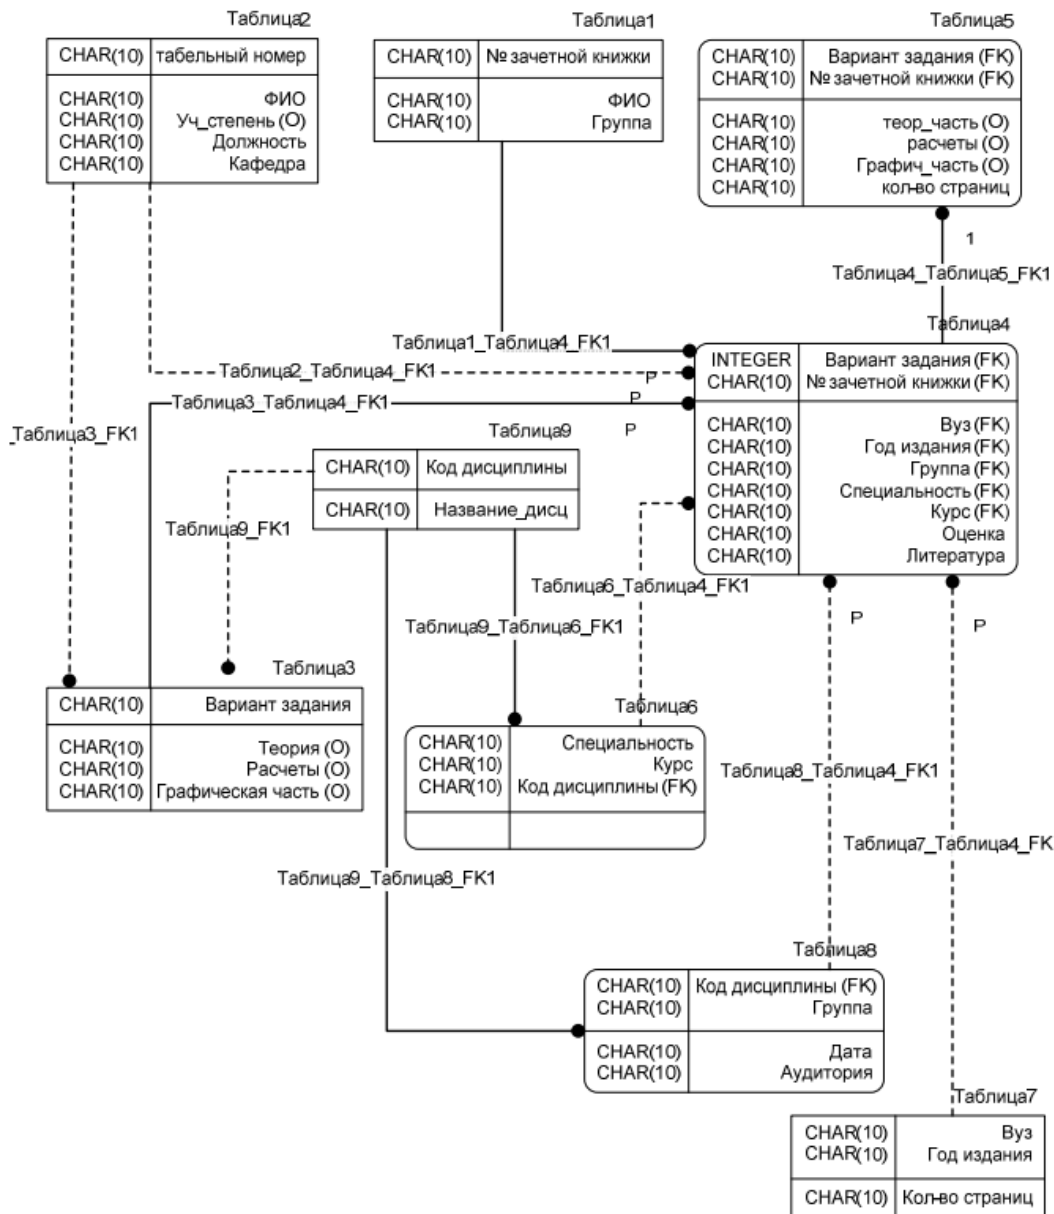 Таблица2
CHAR(10) табельный номер
CHAR(10) ФИО
CHAR(10) Уч_степень (О)
CHAR(10) Должность
CHAR(10) Кафедра
Таблица1
CHAR(10) № зачетной книжки
CHAR(10) ФИО
CHAR(10) Группа
Таблица5
CHAR(10) Вариант задания (FK)
CHAR(10) № зачетной книжки (FK)
CHAR(10) теор_часть (О)
CHAR(10) расчеты (О)
CHAR(10) Графич_часть (О)
CHAR(10) кол-во страниц
1
Таблица4_Таблица5_FK1
Таблица4
INTEGER Вариант задания (FK)
CHAR(10) № зачетной книжки (FK)
CHAR(10) Вуз (FK)
CHAR(10) Год издания (FK)
CHAR(10) Группа (FK)
CHAR(10) Специальность (FK)
CHAR(10) Курс (FK)
CHAR(10) Оценка
CHAR(10) Литература
Таблица1_Таблица4_FK1
Таблица2_Таблица4_FK1
P
Таблица3_Таблица4_FK1
P
P
_Таблица3_FK1
Таблица9
CHAR(10) Код дисциплины
CHAR(10) Название_дисц
Таблица9_FK1
Таблица6_Таблица4_FK1
Таблица9_Таблица6_FK1
P
P
Таблица3
CHAR(10) Вариант задания
CHAR(10) Теория (О)
CHAR(10) Расчеты (О)
CHAR(10) Графическая часть (О)
Таблица6
CHAR(10) Специальность
CHAR(10) Курс
CHAR(10) Код дисциплины (FK)
Таблица8_Таблица4_FK1
Таблица7_Таблица4_FK
Таблица9_Таблица8_FK1
Таблица8
CHAR(10) Код дисциплины (FK)
CHAR(10) Группа
CHAR(10) Дата
CHAR(10) Аудитория
Таблица7
CHAR(10) Вуз
CHAR(10) Год издания
CHAR(10) Кол-во страниц